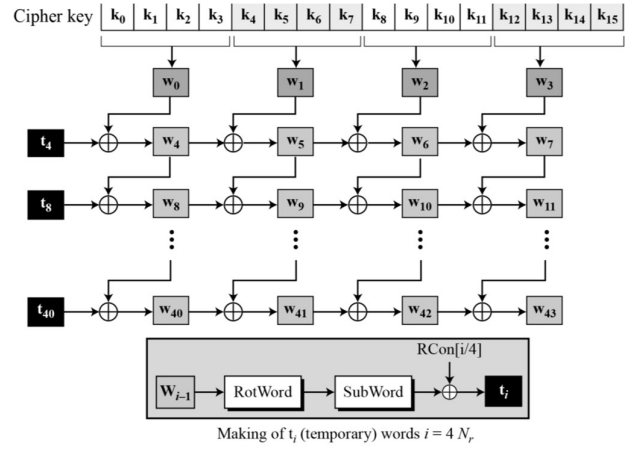 Cipher key k₀ k₁ k₂ k₃ k₄ k₅ k₆ k₇ k₈ k₉ k₁₀ k₁₁ k₁₂ k₁₃ k₁₄ k₁₅
w₀ w₁ w₂ w₃
t₄ w₄ w₅ w₆ w₇
t₈ w₈ w₉ w₁₀ w₁₁
t₄₀ w₄₀ w₄₁ w₄₂ w₄₃
RCon[i/4]
Wᵢ₋₁ RotWord SubWord tᵢ
Making of tᵢ (temporary) words i = 4 Nᵣ